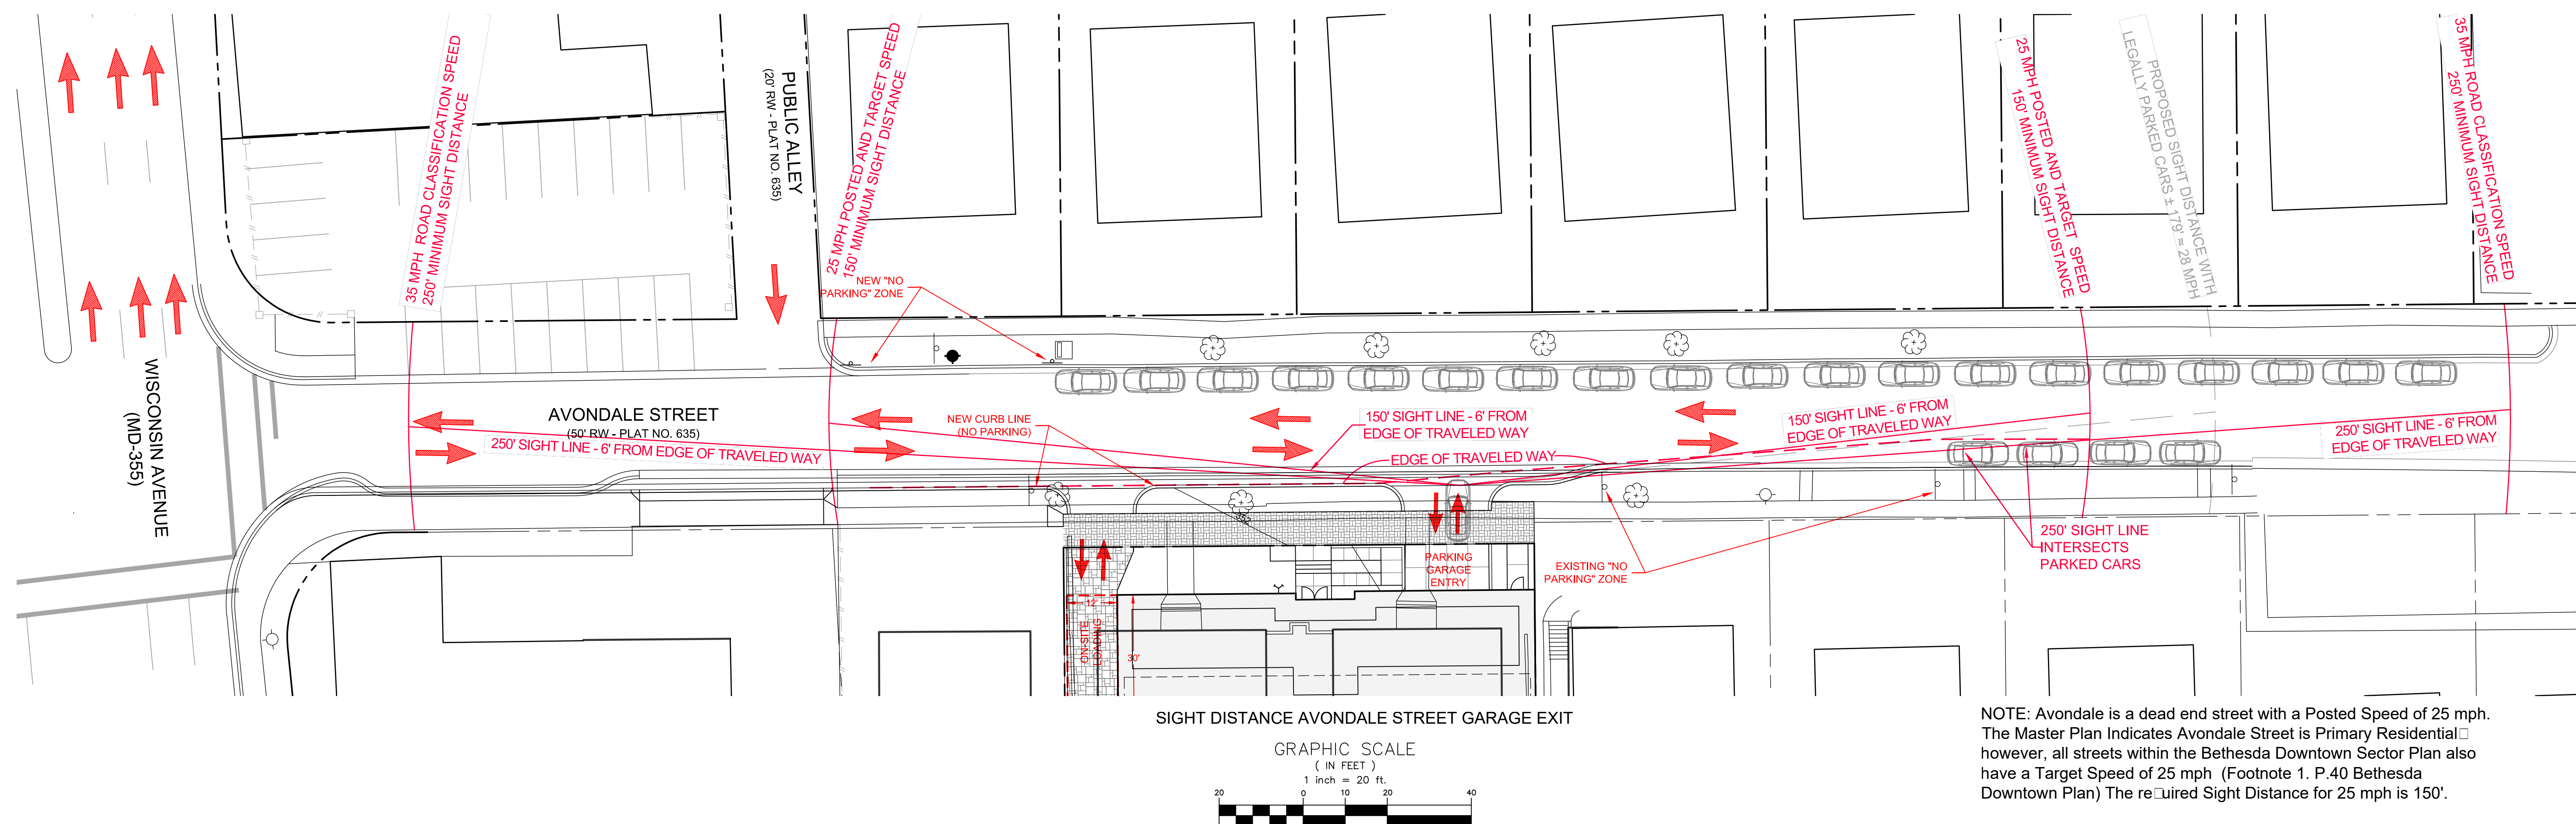 35 MPH ROAD CLASSIFICATION SPEED
250' MINIMUM SIGHT DISTANCE
PUBLIC ALLEY
(20' RW - PLAT NO. 635)
25 MPH POSTED AND TARGET SPEED
150' MINIMUM SIGHT DISTANCE
25 MPH POSTED AND TARGET SPEED
150' MINIMUM SIGHT DISTANCE
PROPOSED SIGHT DISTANCE WITH
LEGALLY PARKED CARS ± 179' = 28 MPH
35 MPH ROAD CLASSIFICATION SPEED
250' MINIMUM SIGHT DISTANCE
NEW "NO
PARKING" ZONE
WISCONSIN AVENUE
(MD-355)
AVONDALE STREET
(50' RW - PLAT NO. 635)
250' SIGHT LINE - 6' FROM EDGE OF TRAVELED WAY
NEW CURB LINE
(NO PARKING)
150' SIGHT LINE - 6' FROM
EDGE OF TRAVELED WAY
EDGE OF TRAVELED WAY
150' SIGHT LINE - 6' FROM
EDGE OF TRAVELED WAY
250' SIGHT LINE - 6' FROM
EDGE OF TRAVELED WAY
352
PARKING
GARAGE
ENTRY
EXISTING "NO
PARKING" ZONE
250' SIGHT LINE
INTERSECTS
PARKED CARS
12'
ON-SITE
LOADING
30'
SIGHT DISTANCE AVONDALE STREET GARAGE EXIT
GRAPHIC SCALE
( IN FEET )
1 inch = 20 ft.
20 0 10 20 40
NOTE: Avondale is a dead end street with a Posted Speed of 25 mph.
The Master Plan Indicates Avondale Street is Primary Residential□
however, all streets within the Bethesda Downtown Sector Plan also
have a Target Speed of 25 mph (Footnote 1. P.40 Bethesda
Downtown Plan) The re□uired Sight Distance for 25 mph is 150'.